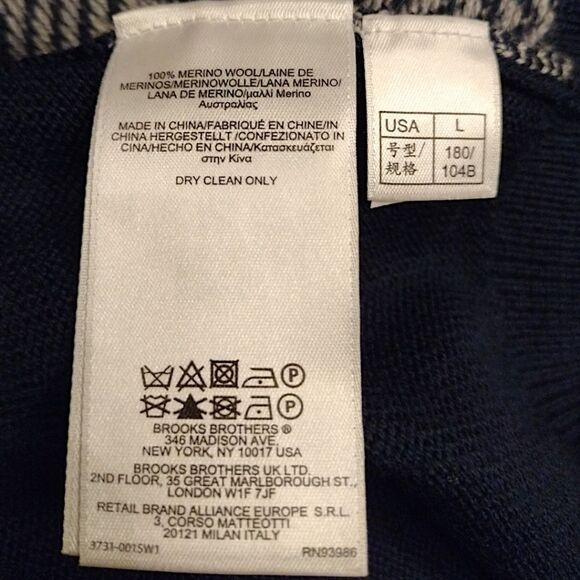 100% MERINO WOOL/LAINE DE
MERINOS/MERINOWOLLE/LANA MERINO/
LANA DE MERINO/μαλλί Merino
Αυστραλίας
MADE IN CHINA/FABRIQUÉ EN CHINE/IN
CHINA HERGESTELLT /CONFEZIONATO IN
CINA/HECHO EN CHINA/Κατασκευάζεται
στην Κίνα
DRY CLEAN ONLY
P
P
BROOKS BROTHERS ®
346 MADISON AVE.
NEW YORK, NY 10017 USA
BROOKS BROTHERS UK LTD.
2ND FLOOR, 35 GREAT MARLBOROUGH ST.,
LONDON W1F 7JF
RETAIL BRAND ALLIANCE EUROPE S.R.L.
3, CORSO MATTEOTTI
20121 MILAN ITALY
3731-001SW1 RN93986
USA L
号型/ 180/
规格 104B